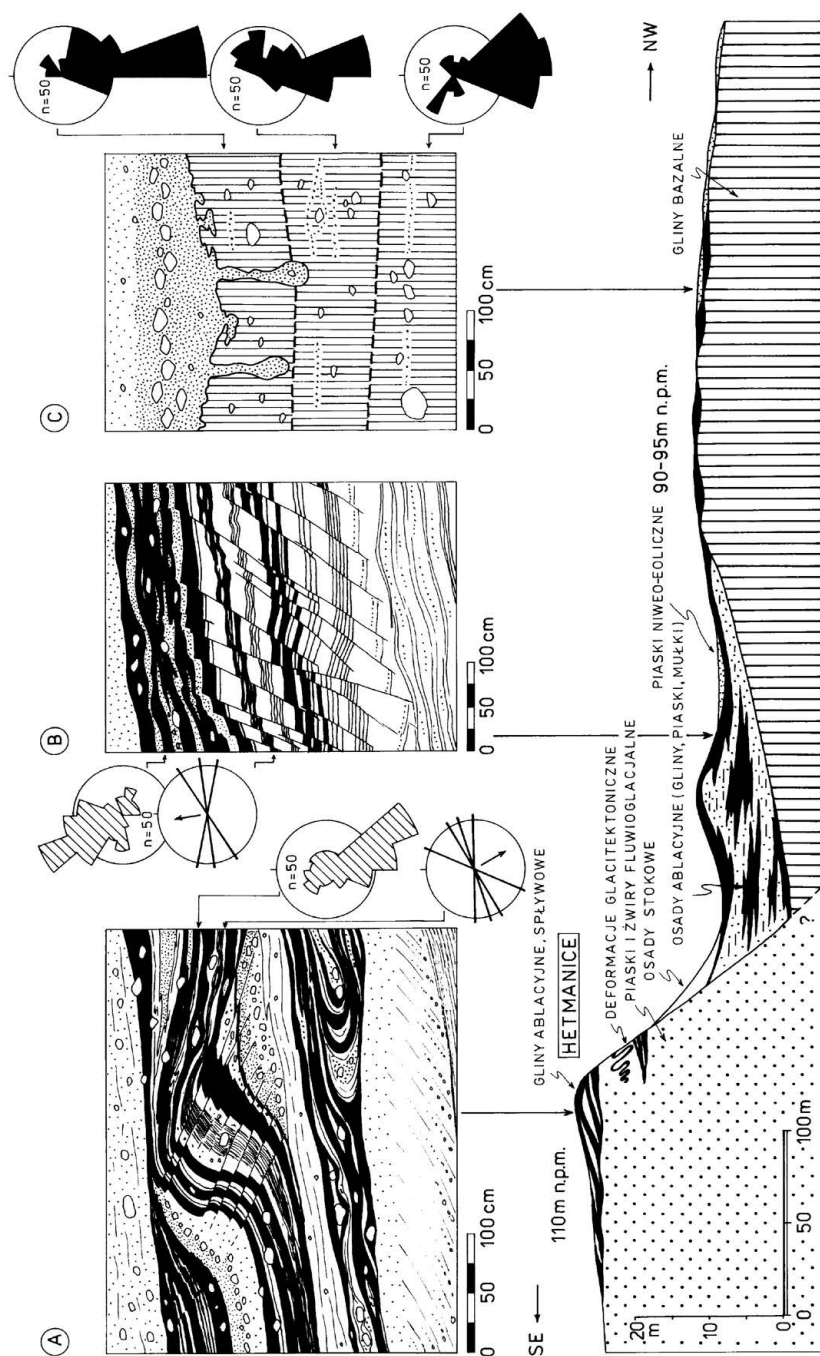 A
B
C
n=50
n=50
n=50
n=50
n=50
0 50 100 cm
0 50 100 cm
0 50 100 cm
SE
NW
110m n.p.m.
GLINY ABLACYJNE, SPŁYWOWE
HETMANICE
DEFORMACJE GLACITEKTONICZNE
PIASKI I ŻWIRY FLUWIOGLACJALNE
OSADY STOKOWE
OSADY ABLACYJNE (GLINY, PIASKI, MUŁKI)
PIASKI NIWEO-EOLICZNE
90-95m n.p.m.
GLINY BAZALNE
20
m
10
0
0 50 100m
?